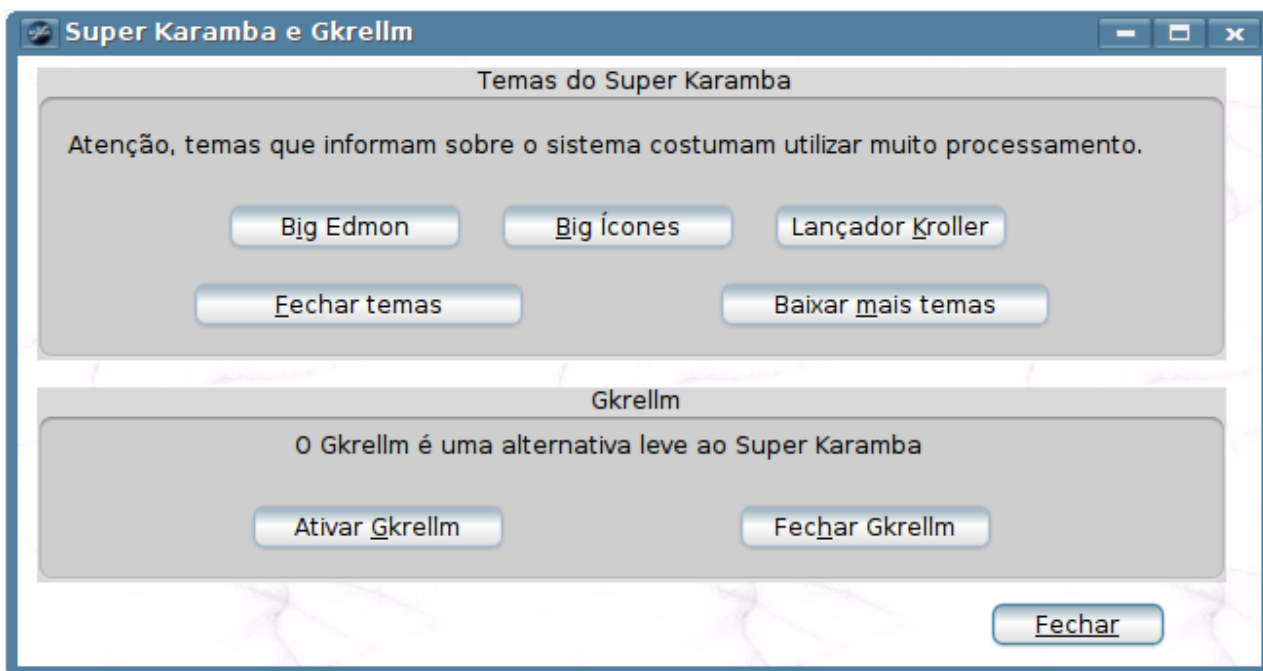 Super Karamba e Gkrellm
Temas do Super Karamba
Atenção, temas que informam sobre o sistema costumam utilizar muito processamento.
Big Edmon Big Ícones Lançador Kroller
Fechar temas Baixar mais temas
Gkrellm
O Gkrellm é uma alternativa leve ao Super Karamba
Ativar Gkrellm Fechar Gkrellm
Fechar